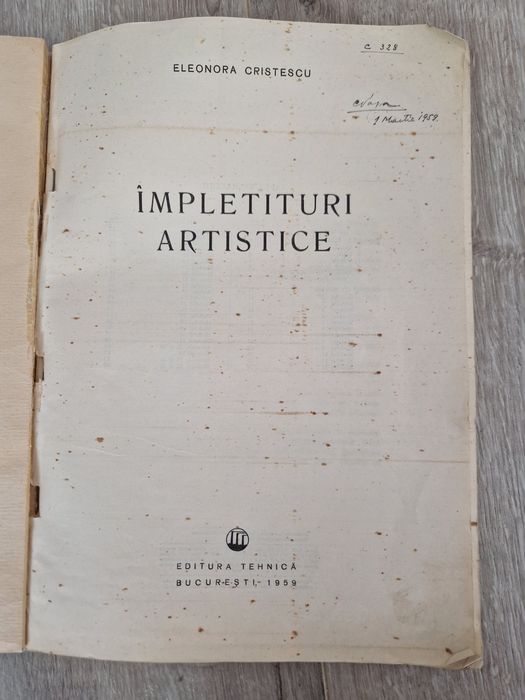 c 328
ELEONORA CRISTESCU
1 Martie 1959.
ÎMPLETITURI
ARTISTICE
EDITURA TEHNICĂ
BUCUREȘTI, 1959